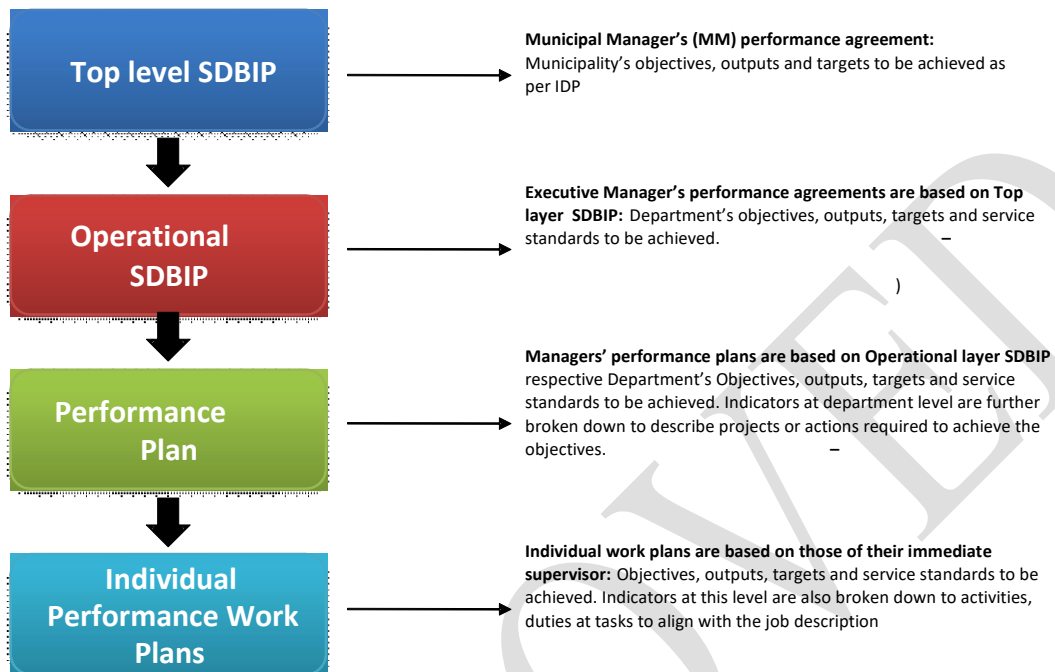 Top level SDBIP
Municipal Manager’s (MM) performance agreement:
Municipality’s objectives, outputs and targets to be achieved as
per IDP
Operational
SDBIP
Executive Manager’s performance agreements are based on Top
layer SDBIP: Department’s objectives, outputs, targets and service
standards to be achieved. –
)
Performance
Plan
Managers’ performance plans are based on Operational layer SDBIP
respective Department’s Objectives, outputs, targets and service
standards to be achieved. Indicators at department level are further
broken down to describe projects or actions required to achieve the
objectives. –
Individual
Performance Work
Plans
Individual work plans are based on those of their immediate
supervisor: Objectives, outputs, targets and service standards to be
achieved. Indicators at this level are also broken down to activities,
duties at tasks to align with the job description